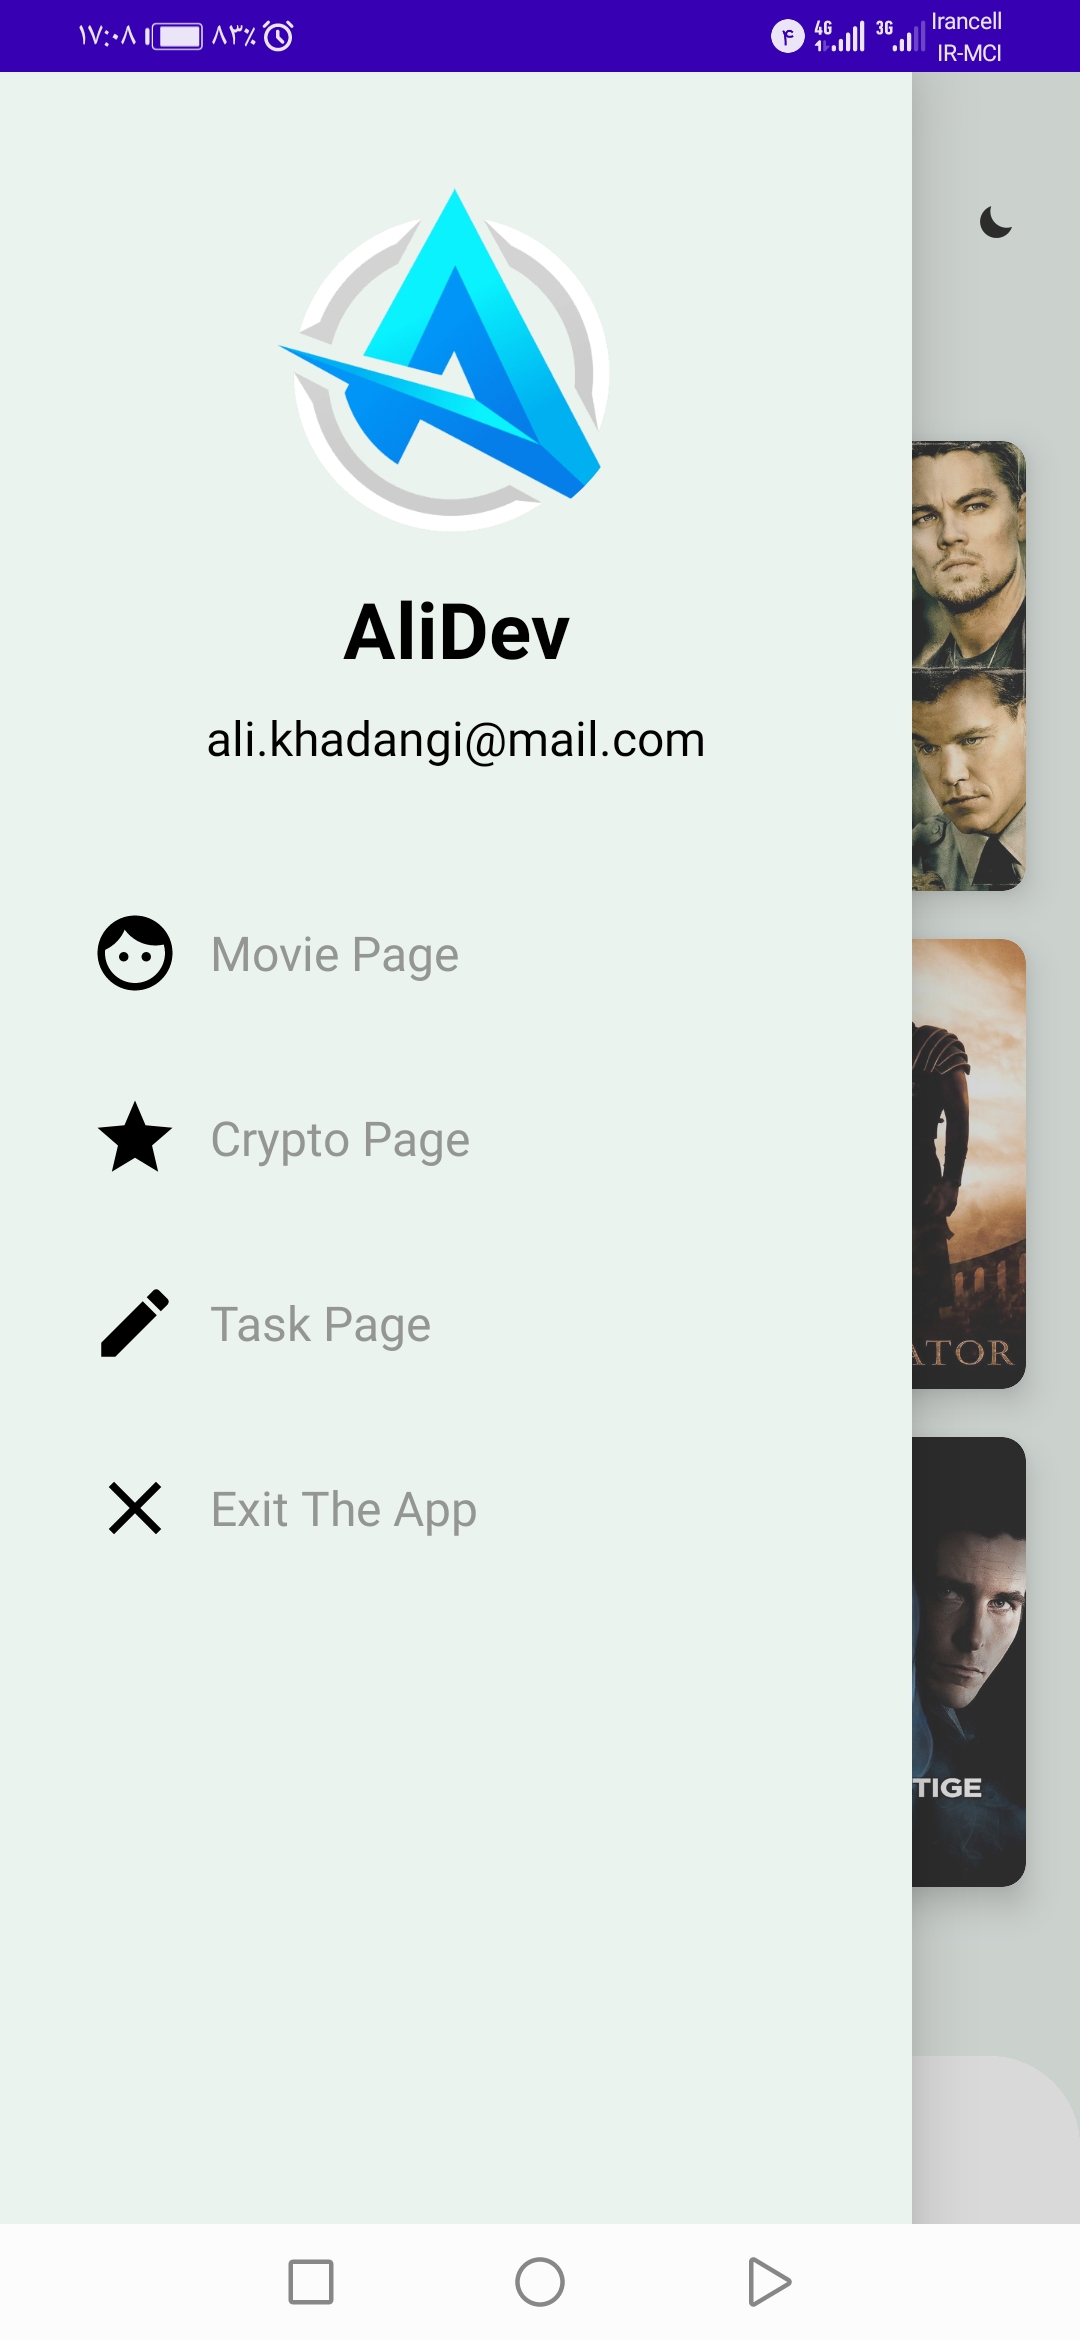 ۱۷:۰۸ ۸۳٪ ۴ 4G 1 3G Irancell
IR-MCI
AliDev
ali.khadangi@mail.com
Movie Page
Crypto Page
Task Page
ATOR
Exit The App
TIGE